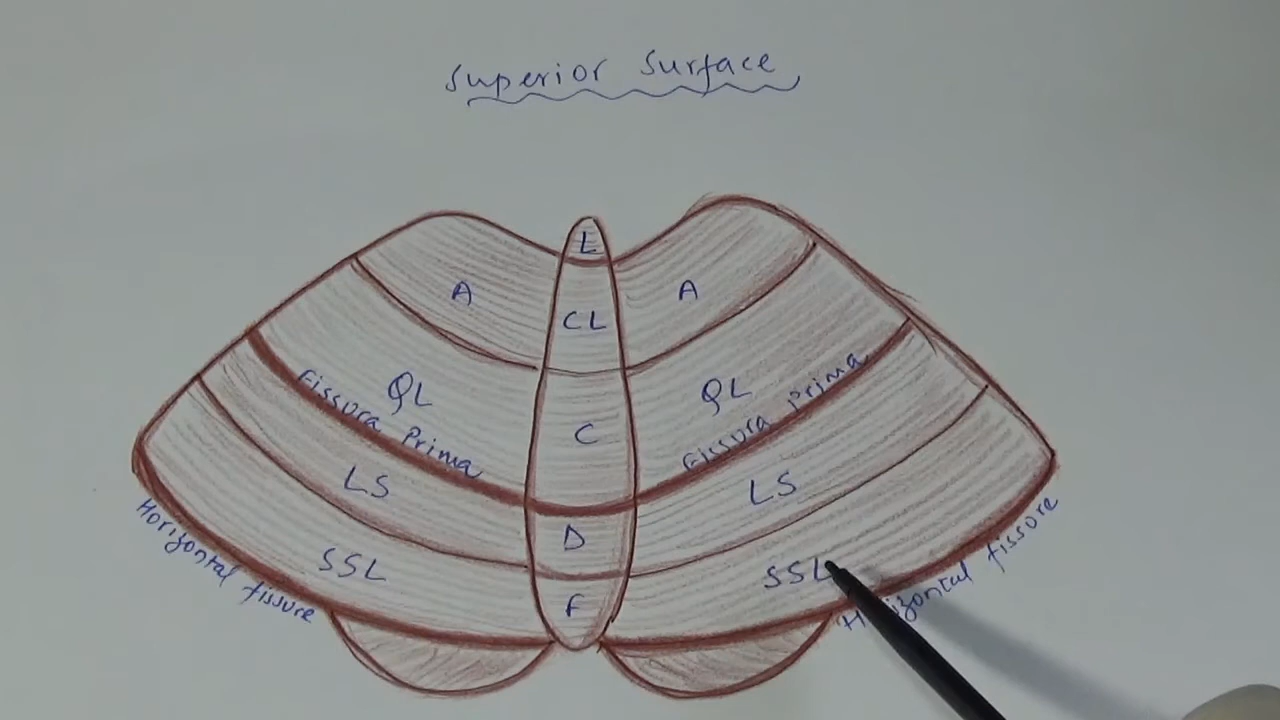 Superior Surface
L
A
A
CL
QL
QL
Fissura Prima
Fissura Prima
C
LS
LS
D
SSL
SSL
F
Horizontal fissure
Horizontal fissure